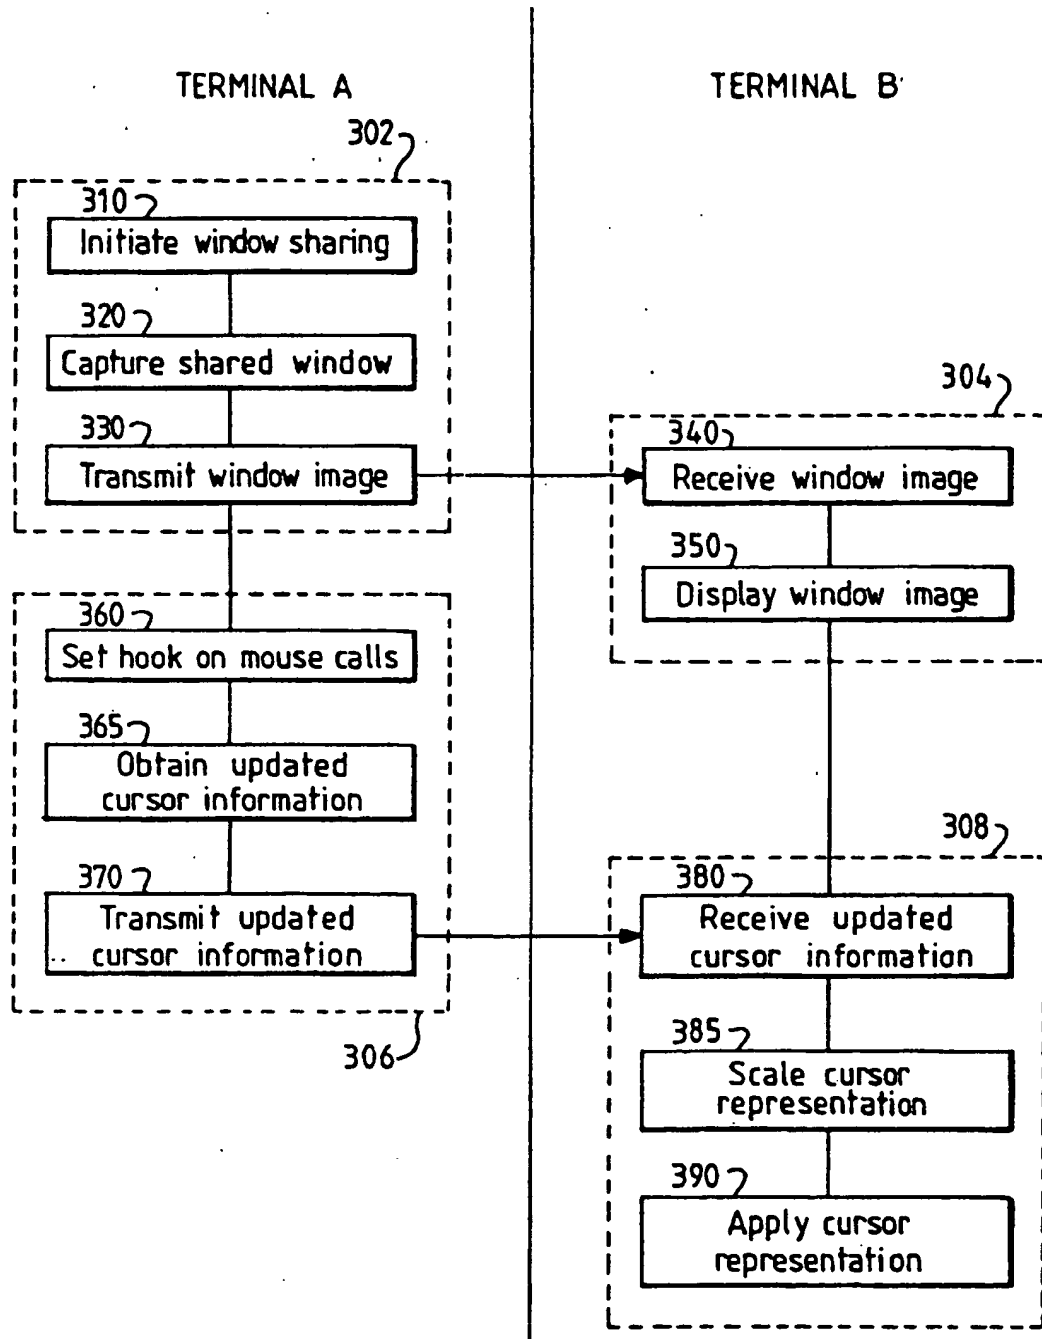 TERMINAL A
TERMINAL B
302
310
Initiate window sharing
320
Capture shared window
330
Transmit window image
304
340
Receive window image
350
Display window image
360
Set hook on mouse calls
365
Obtain updated
cursor information
370
Transmit updated
cursor information
306
308
380
Receive updated
cursor information
385
Scale cursor
representation
390
Apply cursor
representation